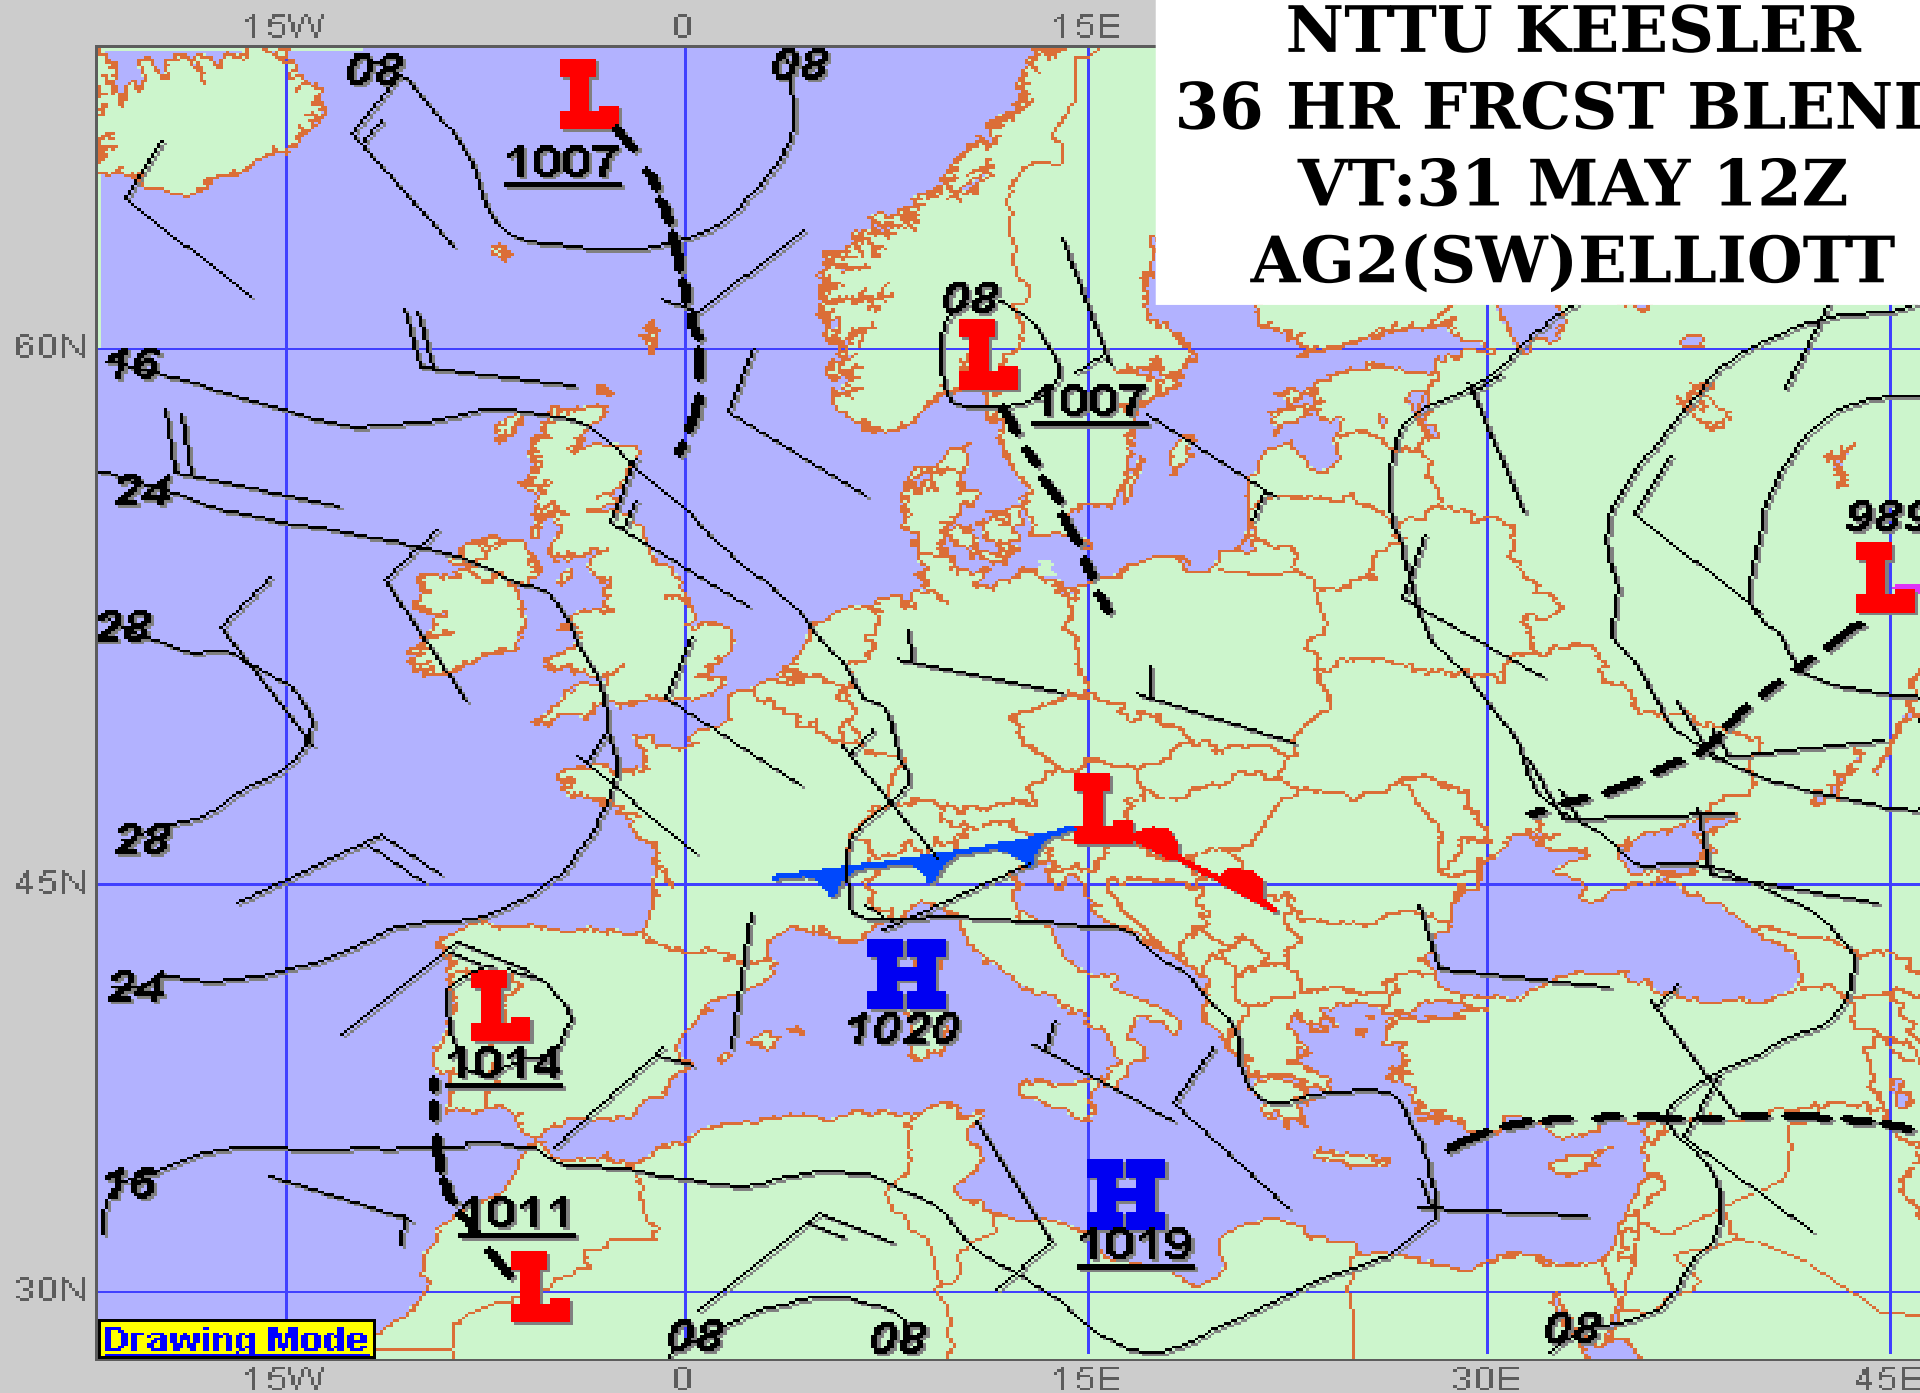 15W 0 15E
NTTU KEESLER
36 HR FRCST BLEND
VT:31 MAY 12Z
AG2(SW)ELLIOTT
08 L 08
1007
08
60N
16 L
1007
24
989
L
28
L
28
45N
H
24 L 1020
1014
16 1011 H
1019
L
30N
08 08 08
Drawing Mode
15W 0 15E 30E 45E